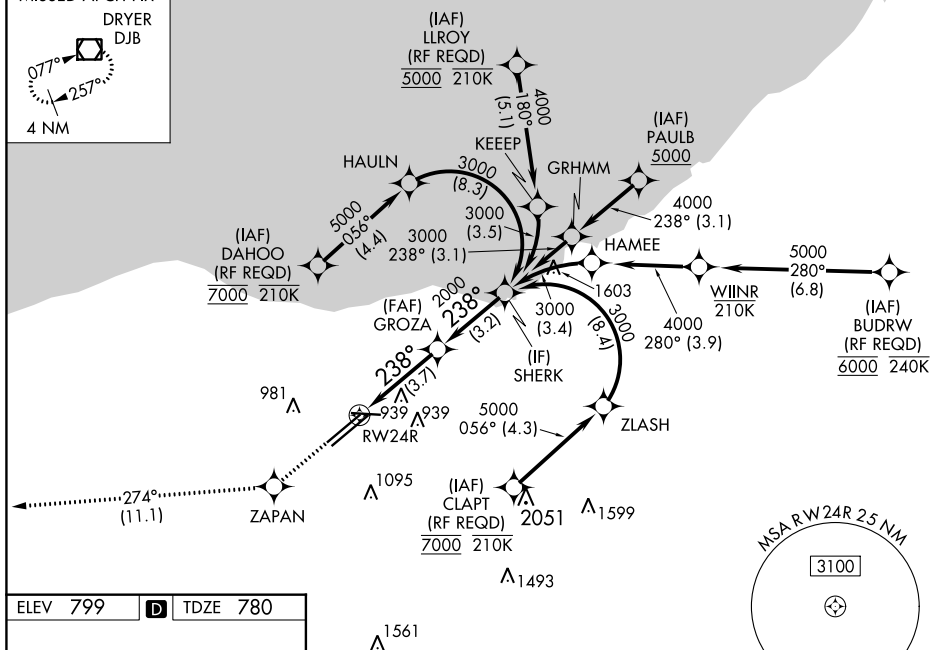 DRYER
DJB
077°
257°
4 NM
(IAF)
LLROY
(RF REQD)
5000 210K
4000
180°
(5.1)
KEEEP
(IAF)
PAULB
5000
GRHMM
HAULN
3000
(8.3)
4000
238° (3.1)
5000
056°
(4.4)
3000
(3.5)
3000
238° (3.1)
(IAF)
DAHOO
(RF REQD)
7000 210K
HAMEE
5000
280°
(6.8)
WIINR
210K
1603
3000
(3.4)
4000
280° (3.9)
(IAF)
BUDRW
(RF REQD)
6000 240K
2000
238°
(3.2)
(FAF)
GROZA
(IF)
SHERK
3000
(8.4)
238°
(3.7)
981
939
939
RW24R
5000
056° (4.3)
ZLASH
1095
274°
(11.1)
ZAPAN
(IAF)
CLAPT
(RF REQD)
7000 210K
2051
1599
1493
MSA RW24R 25 NM
3100
ELEV 799 D TDZE 780
1561